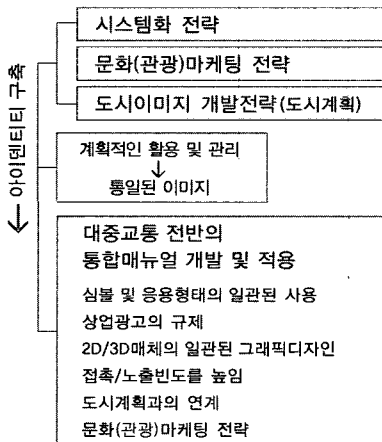 시스템화 전략
문화(관광)마케팅 전략
도시이미지 개발전략(도시계획)
아이덴티티 구축
계획적인 활용 및 관리
통일된 이미지
대중교통 전반의
통합매뉴얼 개발 및 적용
심볼 및 응용형태의 일관된 사용
상업광고의 규제
2D/3D매체의 일관된 그래픽디자인
접촉/노출빈도를 높임
도시계획과의 연계
문화(관광)마케팅 전략